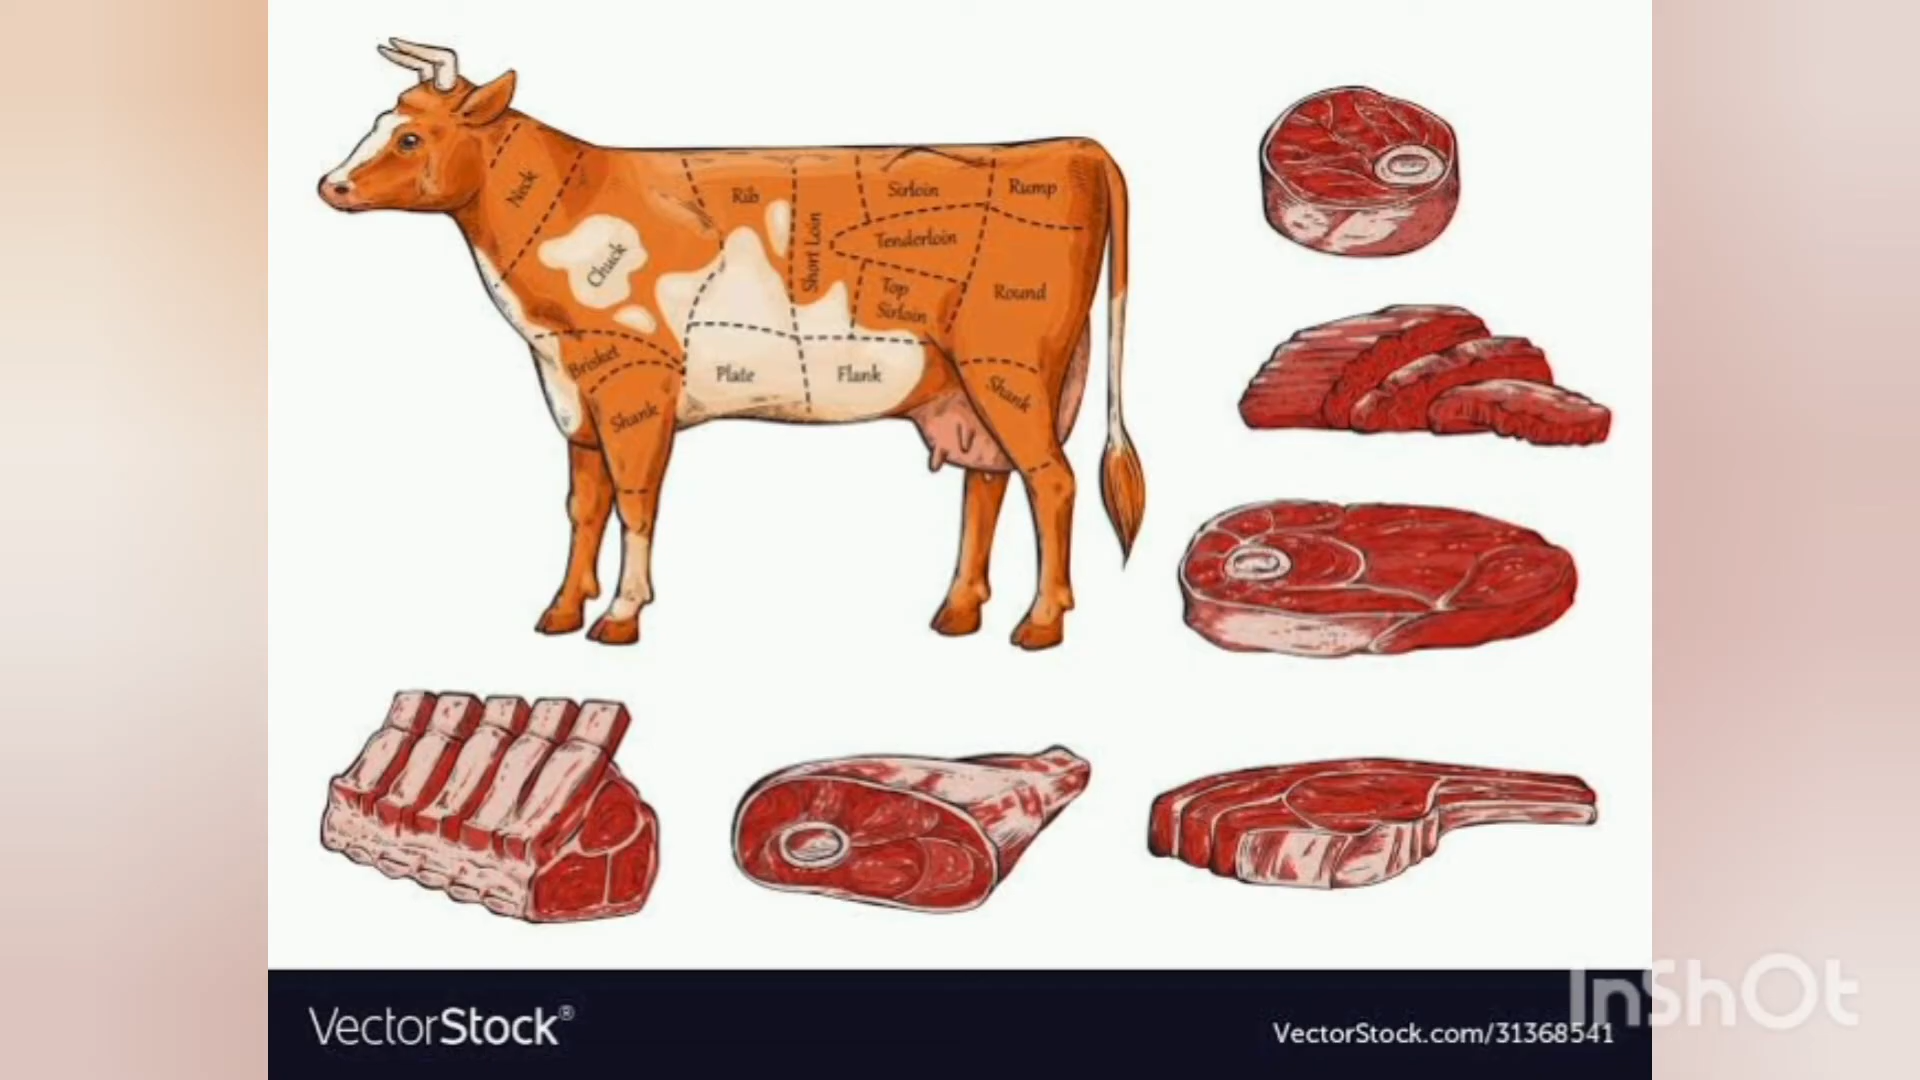 Neck
Chuck
Rib
Short Loin
Sirloin
Rump
Tenderloin
Top
Sirloin
Round
Brisket
Shank
Plate
Flank
Shank
VectorStock®
VectorStock.com/31368541
InShOt